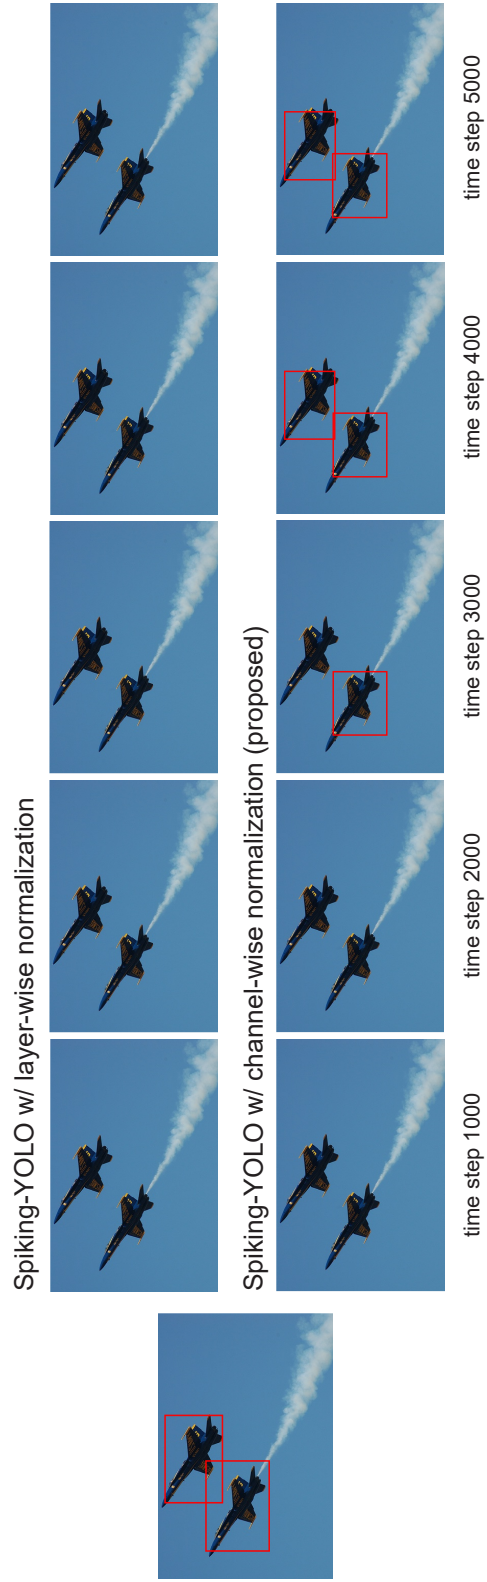 Spiking-YOLO w/ layer-wise normalization
Spiking-YOLO w/ channel-wise normalization (proposed)
time step 1000
time step 2000
time step 3000
time step 4000
time step 5000